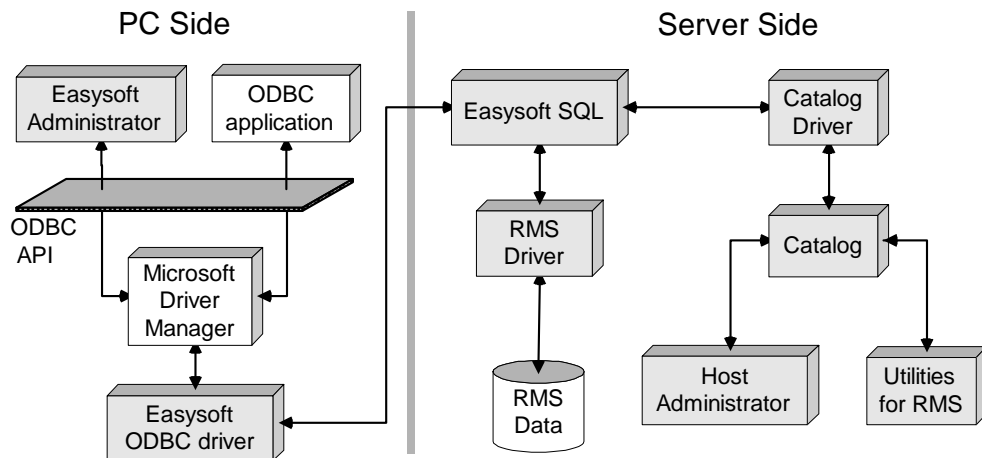 PC Side
Server Side
Easysoft
Administrator
ODBC
application
Easysoft SQL
Catalog
Driver
ODBC
API
RMS
Driver
Catalog
Microsoft
Driver
Manager
Easysoft
ODBC driver
RMS
Data
Host
Administrator
Utilities
for RMS